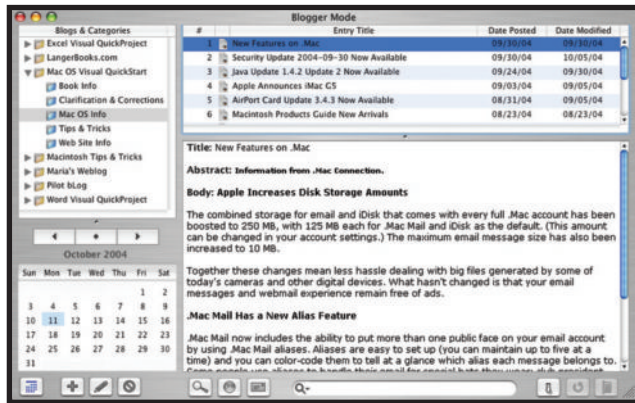 Blogger Mode
Blogs & Categories
Excel Visual QuickProject
LangerBooks.com
Mac OS Visual QuickStart
Book Info
Clarification & Corrections
Mac OS Info
Tips & Tricks
Web Site Info
Macintosh Tips & Tricks
Maria's Weblog
Pilot bLog
Word Visual QuickProject
October 2004
Sun Mon Tue Wed Thu Fri Sat
1 2
3 4 5 6 7 8 9
10 11 12 13 14 15 16
17 18 19 20 21 22 23
24 25 26 27 28 29 30
31
# Entry Title Date Posted Date Modified
1 New Features on .Mac 09/30/04 09/30/04
2 Security Update 2004-09-30 Now Available 09/30/04 10/05/04
3 Java Update 1.4.2 Update 2 Now Available 09/24/04 09/30/04
4 Apple Announces iMac G5 09/03/04 09/05/04
5 AirPort Card Update 3.4.3 Now Available 08/31/04 09/05/04
6 Macintosh Products Guide New Arrivals 08/23/04 08/23/04
Title: New Features on .Mac
Abstract: Information from .Mac Connection.
Body: Apple Increases Disk Storage Amounts
The combined storage for email and iDisk that comes with every full .Mac account has been
boosted to 250 MB, with 125 MB each for .Mac Mail and iDisk as the default. (This amount
can be changed in your account settings.) The maximum email message size has also been
increased to 10 MB.
Together these changes mean less hassle dealing with big files generated by some of
today's cameras and other digital devices. What hasn't changed is that your email
messages and webmail experience remain free of ads.
.Mac Mail Has a New Alias Feature
.Mac Mail now includes the ability to put more than one public face on your email account
by using .Mac Mail aliases. Aliases are easy to set up (you can maintain up to five at a
time) and you can color-code them to tell at a glance which alias each message belongs to.